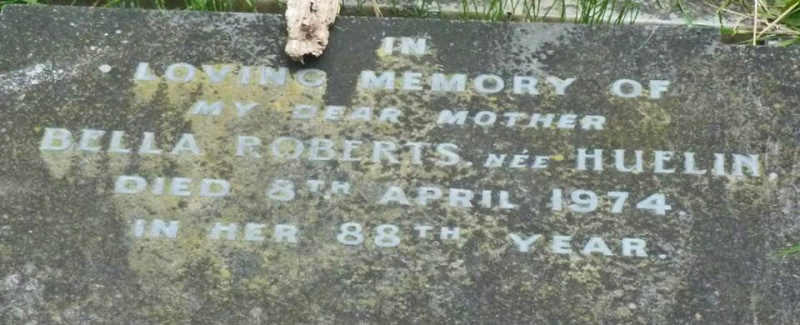 IN
LOVING MEMORY OF
MY DEAR MOTHER
BELLA ROBERTS, NÉE HUELIN,
DIED 8TH APRIL 1974.
IN HER 88TH YEAR.